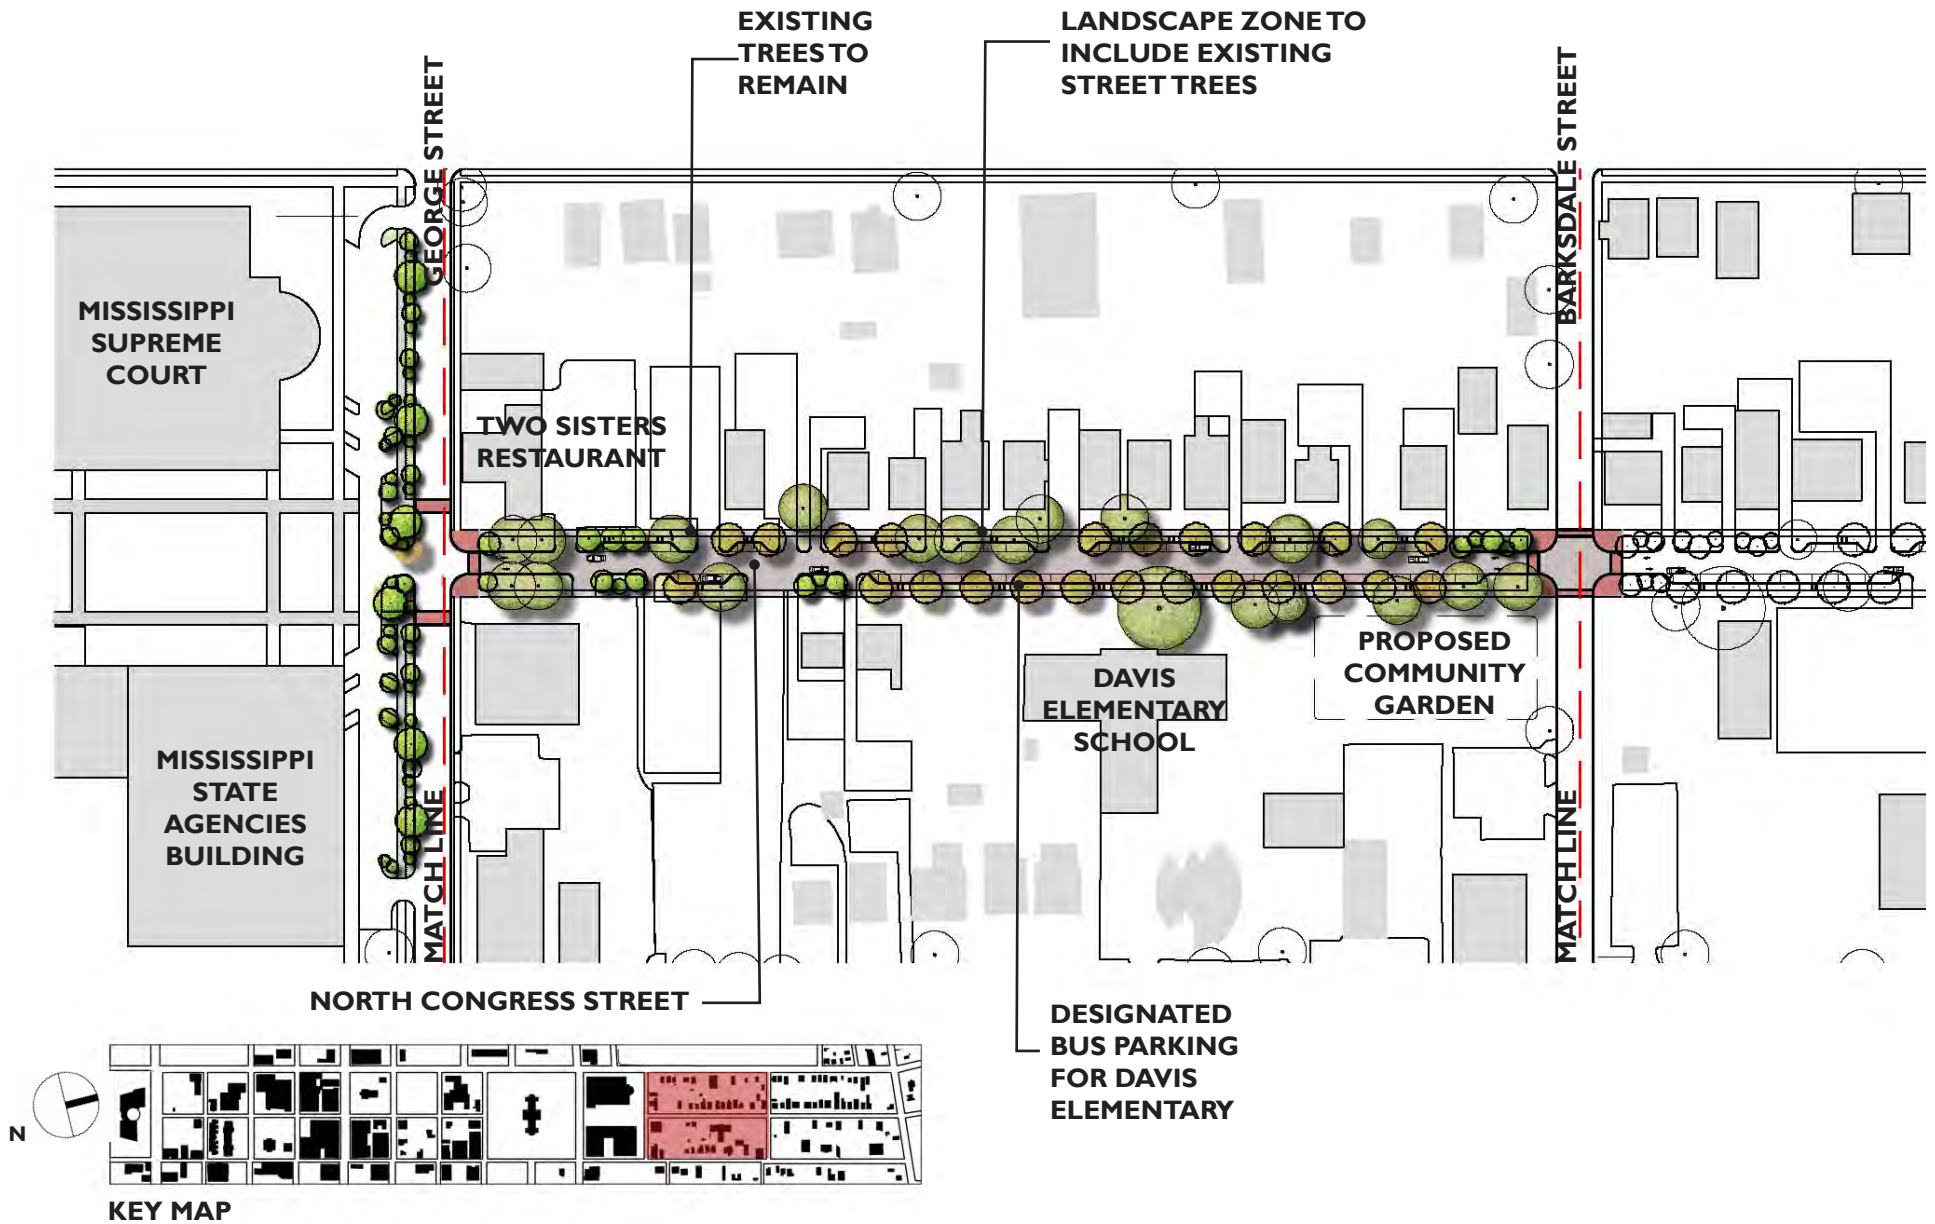 EXISTING
TREES TO
REMAIN
LANDSCAPE ZONE TO
INCLUDE EXISTING
STREET TREES
GEORGE STREET
BARKSDALE STREET
MISSISSIPPI
SUPREME
COURT
TWO SISTERS
RESTAURANT
PROPOSED
COMMUNITY
GARDEN
DAVIS
ELEMENTARY
SCHOOL
MISSISSIPPI
STATE
AGENCIES
BUILDING
MATCH LINE
MATCH LINE
NORTH CONGRESS STREET
DESIGNATED
BUS PARKING
FOR DAVIS
ELEMENTARY
N
KEY MAP